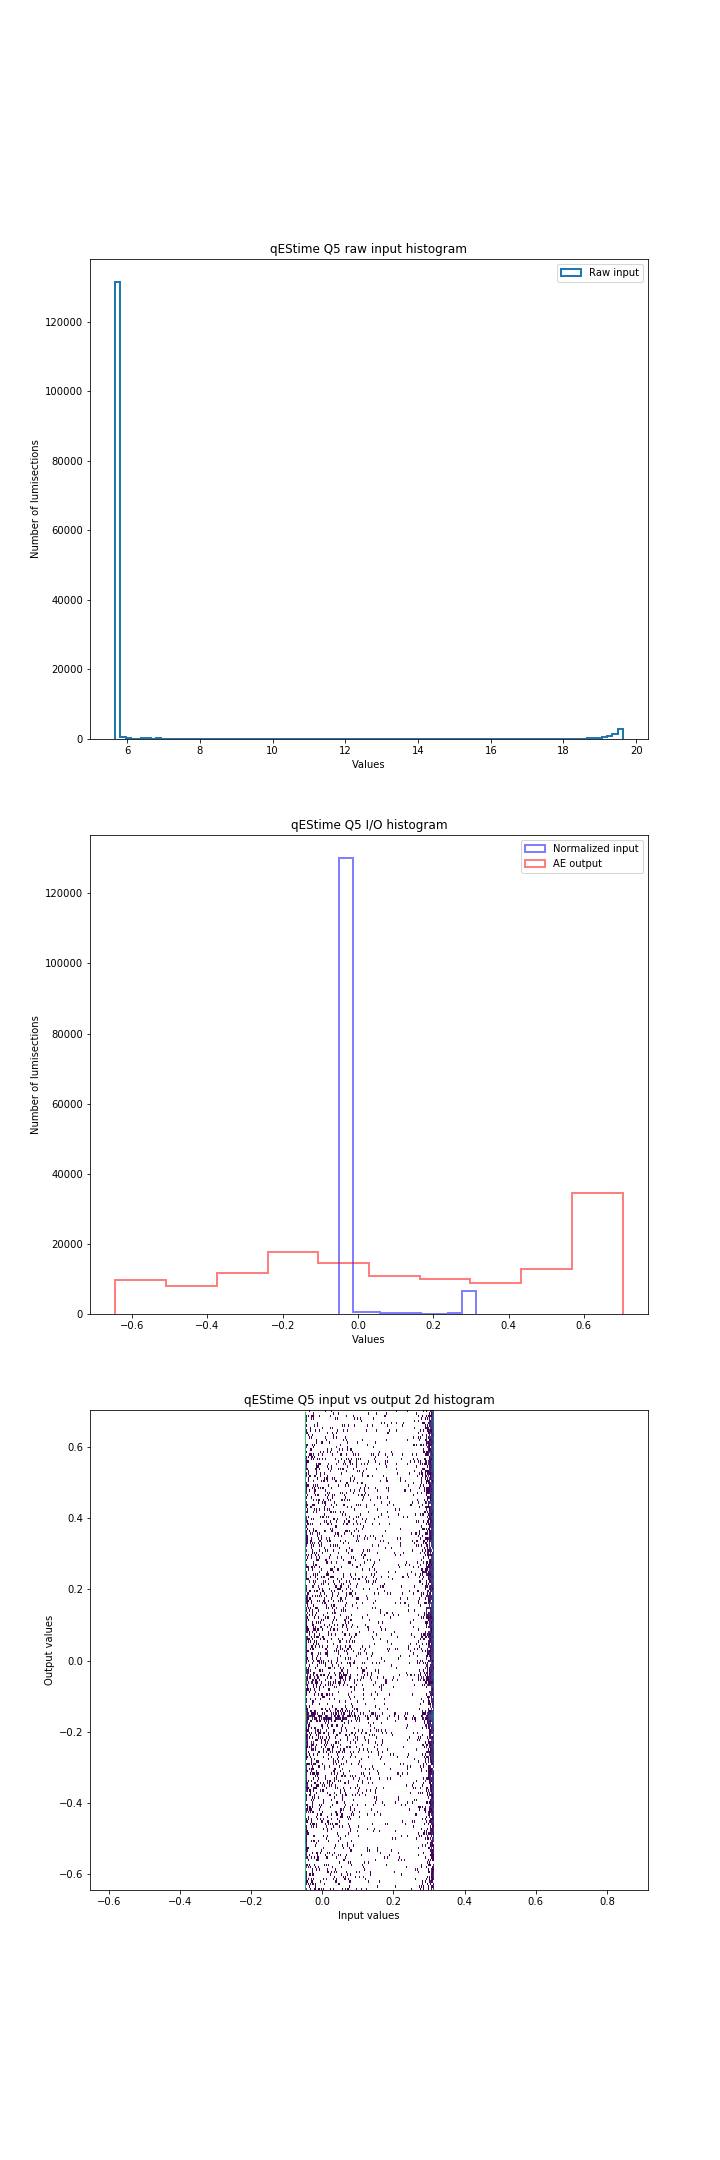 qEStime Q5 raw input histogram
Raw input
120000
100000
80000
60000
40000
20000
0
Number of lumisections
6 8 10 12 14 16 18 20
Values
qEStime Q5 I/O histogram
Normalized input
AE output
120000
100000
80000
60000
40000
20000
0
Number of lumisections
−0.6 −0.4 −0.2 0.0 0.2 0.4 0.6
Values
qEStime Q5 input vs output 2d histogram
0.6
0.4
0.2
0.0
−0.2
−0.4
−0.6
Output values
−0.6 −0.4 −0.2 0.0 0.2 0.4 0.6 0.8
Input values